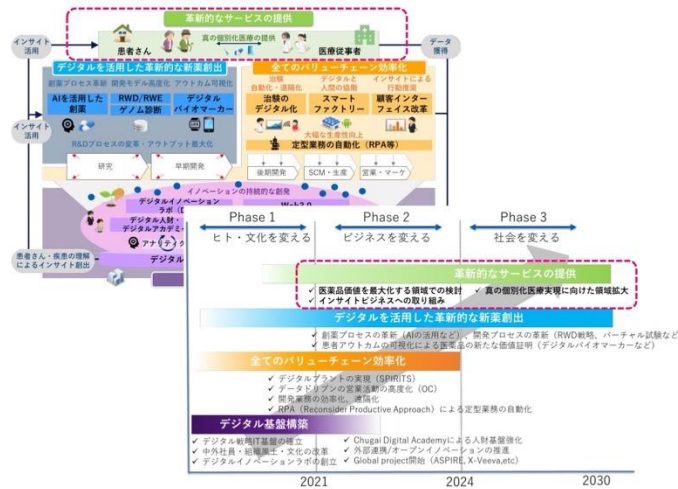 革新的なサービスの提供
インサイト
活用
真の個別化医療の提供
患者さん
医療従事者
データ
獲得
デジタルを活用した革新的な新薬創出
全てのバリューチェーン効率化
創薬プロセス革新
開発モデル高度化
アウトカム可視化
治験
自動化・遠隔化
デジタルと
人間の協働
インサイトによる
行動推奨
AIを活用した
創薬
RWD/RWE
ゲノム診断
デジタル
バイオマーカー
治験の
デジタル化
スマート
ファクトリー
顧客インター
フェイス改革
インサイト
活用
大幅な生産性向上
定型業務の自動化（RPA等）
R&Dプロセスの変革・アウトプット最大化
研究
早期開発
後期開発
SCM・生産
営業・マーケ
イノベーションの持続的な創発
デジタルイノベーション
ラボ
デジタル人財・
デジタルアカデミ
アナリティク
患者さん・疾患の理解
によるインサイト創出
Phase 1
Phase 2
Phase 3
ヒト・文化を変える
ビジネスを変える
社会を変える
革新的なサービスの提供
✓ 医薬品価値を最大化する領域での検討
✓ 真の個別化医療実現に向けた領域拡大
✓ インサイトビジネスへの取り組み
デジタルを活用した革新的な新薬創出
✓ 創薬プロセスの革新（AIの活用など）、開発プロセスの革新（RWD戦略、バーチャル試験など）
✓ 患者アウトカムの可視化による医薬品の新たな価値証明（デジタルバイオマーカーなど）
全てのバリューチェーン効率化
✓ デジタルプラントの実現（SPIRITS）
✓ データドリブンの営業活動の高度化（OC）
✓ 開発業務の効率化、遠隔化
✓ RPA（Reconsider Productive Approach）による定型業務の自動化
デジタル基盤構築
✓ デジタル戦略IT基盤の確立
✓ 中外社員・組織風土・文化の改革
✓ デジタルイノベーションラボの創立
✓ Chugai Digital Academyによる人財基盤強化
✓ 外部連携/オープンイノベーションの推進
✓ Global project開始（ASPIRE, X-Veeva,etc）
2021
2024
2030